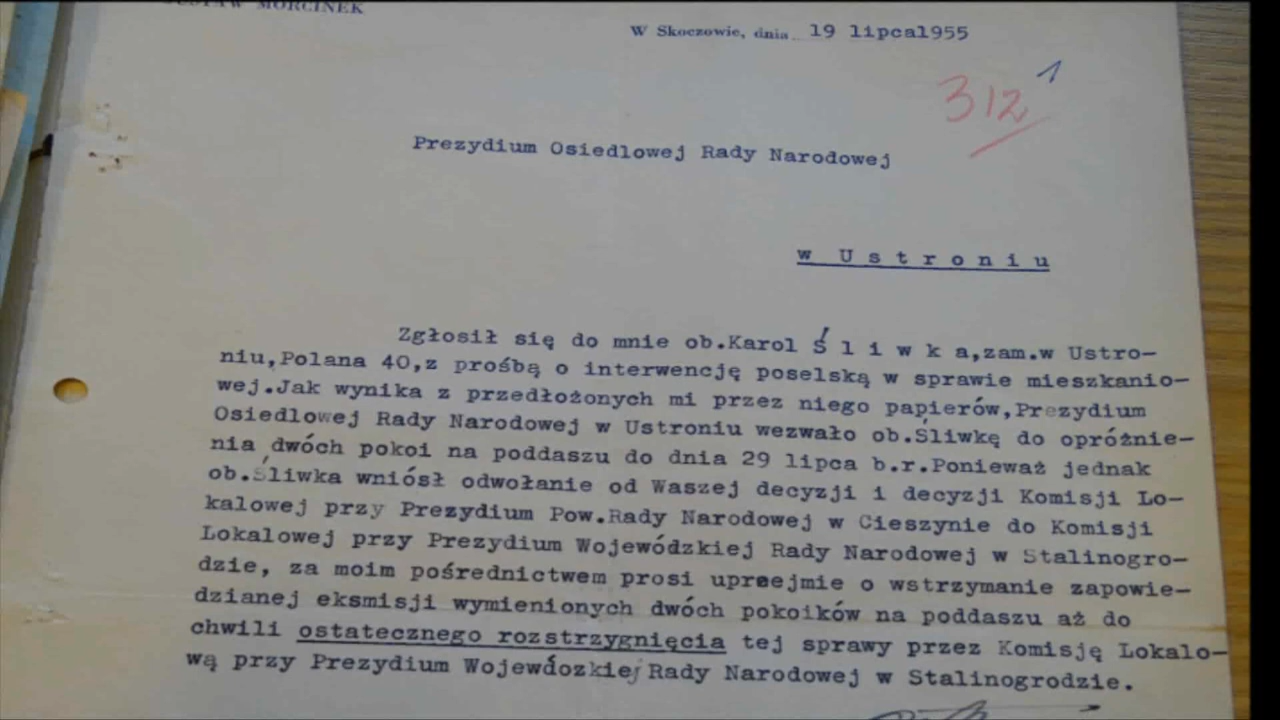 MORCINEK
W Skoczowie, dnia 19 lipca1955
312 1
Prezydium Osiedlowej Rady Narodowej
w U s t r o n i u
Zgłosił się do mnie ob.Karol Ś l i w k a,zam.w Ustro-
niu,Polana 40,z prośbą o interwencję poselską w sprawie mieszkanio-
wej.Jak wynika z przedłożonych mi przez niego papierów,Prezydium
Osiedlowej Rady Narodowej w Ustroniu wezwało ob.Śliwkę do opróżnie-
nia dwóch pokoi na poddaszu do dnia 29 lipca b.r.Ponieważ jednak
ob.Śliwka wniósł odwołanie od Waszej decyzji i decyzji Komisji Lo-
kalowej przy Prezydium Pow.Rady Narodowej w Cieszynie do Komisji
Lokalowej przy Prezydium Wojewódzkiej Rady Narodowej w Stalinogro-
dzie, za moim pośrednictwem prosi upreejmie o wstrzymanie zapowie-
dzianej eksmisji wymienionych dwóch pokoików na poddaszu aż do
chwili ostatecznego rozstrzygnięcia tej sprawy przez Komisję Lokalo-
wą przy Prezydium Wojewdozkiej Rady Narodowej w Stalinogrodzie.